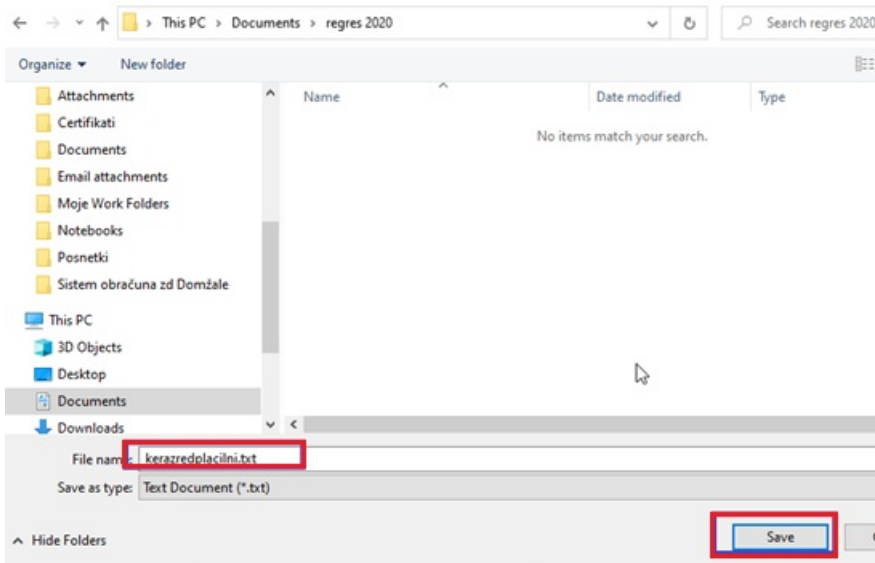 This PC > Documents > regres 2020
Search regres 2020
Organize
New folder
Name
Date modified
Type
No items match your search.
Attachments
Certifikati
Documents
Email attachments
Moje Work Folders
Notebooks
Posnetki
Sistem obračuna zd Domžale
This PC
3D Objects
Desktop
Documents
Downloads
File name: kerazredplacilni.txt
Save as type: Text Document (*.txt)
Hide Folders
Save